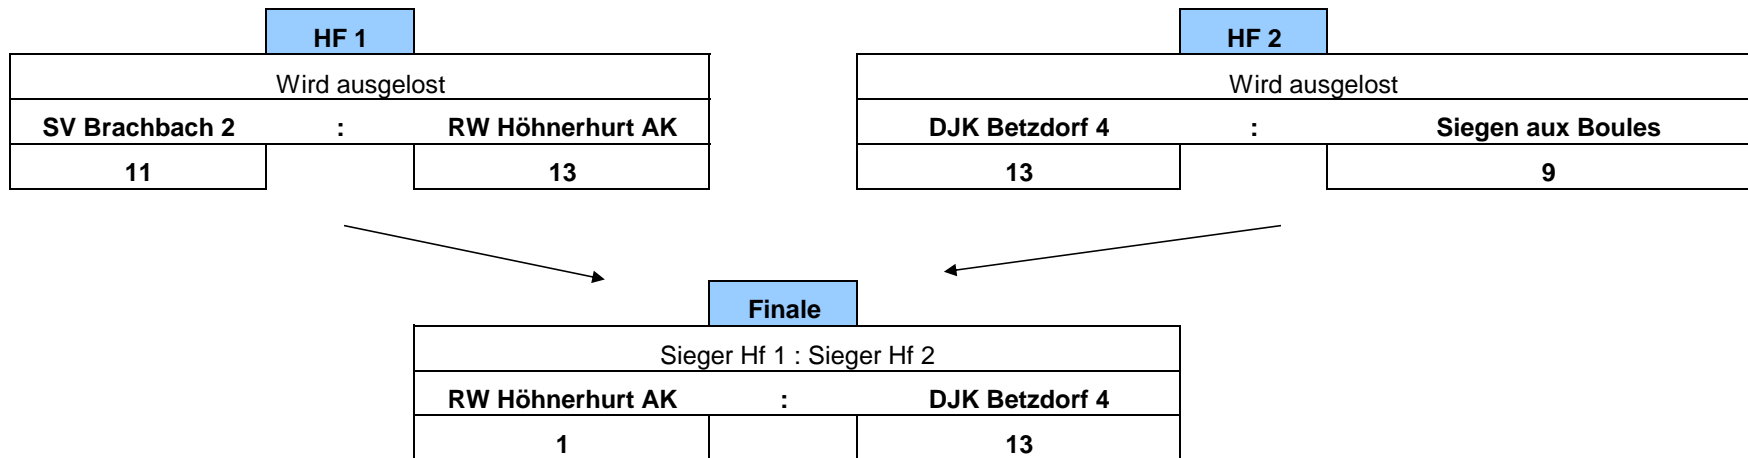 HF 1
HF 2
Wird ausgelost
Wird ausgelost
SV Brachbach 2 : RW Höhnerhurt AK
DJK Betzdorf 4 : Siegen aux Boules
11 13
13 9
Finale
Sieger Hf 1 : Sieger Hf 2
RW Höhnerhurt AK : DJK Betzdorf 4
1 13